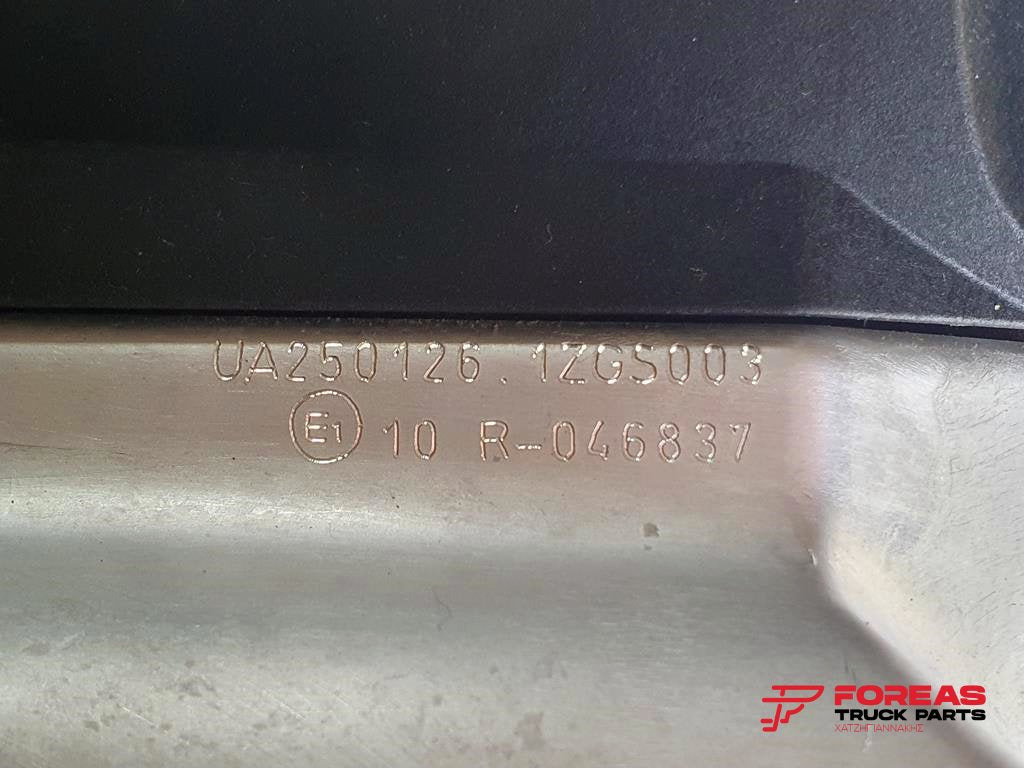 UA250126.1ZGS003
E1 10 R-046837
FOREAS
TRUCK PARTS
ΧΑΤΖΗΓΙΑΝΝΑΚΗΣ